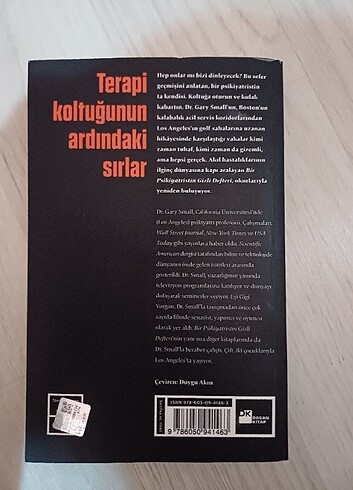 Terapi
koltuğunun
ardındaki
sırlar
Hep onlar mı bizi dinleyecek? Bu sefer
geçmişini anlatan, bir psikiyatristin
ta kendisi. Koltuğa oturun ve kulak
kabartın. Dr. Gary Small'un, Boston'un
kalabalık acil servis koridorlarından
Los Angeles'ın golf sahalarına uzanan
hikâyesinde karşılaştığı vakalar kimi
zaman tuhaf, kimi zaman da gizemli,
ama hepsi gerçek. Akıl hastalıklarının
ilginç dünyasına kapı aralayan Bir
Psikiyatristin Gizli Defteri, okurlarıyla
yeniden buluşuyor.
Dr. Gary Small, California Üniversitesi'nde
(Los Angeles) psikiyatri profesörü. Çalışmaları,
Wall Street Journal, New York Times ve USA
Today gibi yayınlara haber oldu. Scientific
American dergisi tarafından bilim ve teknolojide
dünyanın önde gelen isimleri arasında
gösterildi. Dr. Small, yazarlığının yanında
televizyon programlarına katılıyor ve dünyayı
dolaşarak seminerler veriyor. Eşi Gigi
Vorgan, Dr. Small'la tanışmadan önce çok
sayıda filmde senarist, yapımcı ve oyuncu
olarak yer aldı. Bir Psikiyatristin Gizli
Defteri'nin yanı sıra diğer kitaplarında da
Dr. Small'la beraber çalıştı. Çift, iki çocuklarıyla
Los Angeles'ta yaşıyor.
Çeviren: Duygu Akın
ISBN 978-605-09-4146-3
9786050941463
DK
DOĞAN
KİTAP